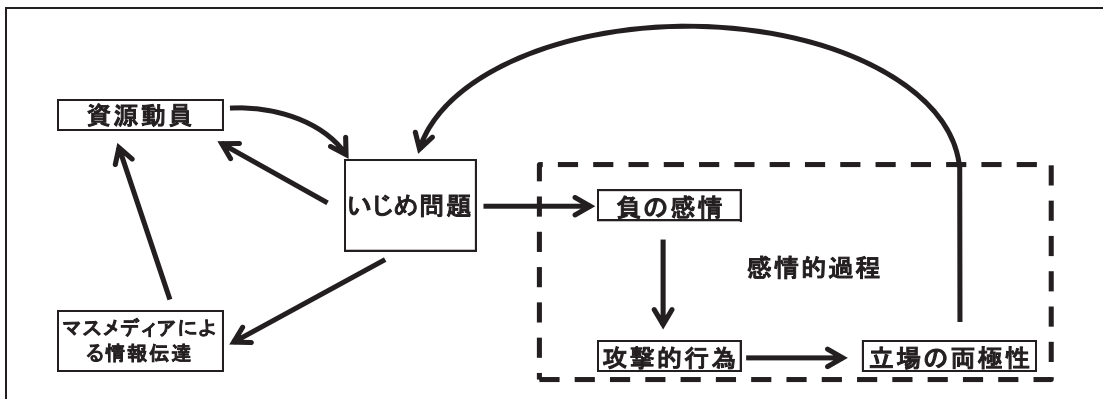 資源動員
いじめ問題
負の感情
感情的過程
マスメディアによ
る情報伝達
攻撃的行為
立場の両極性